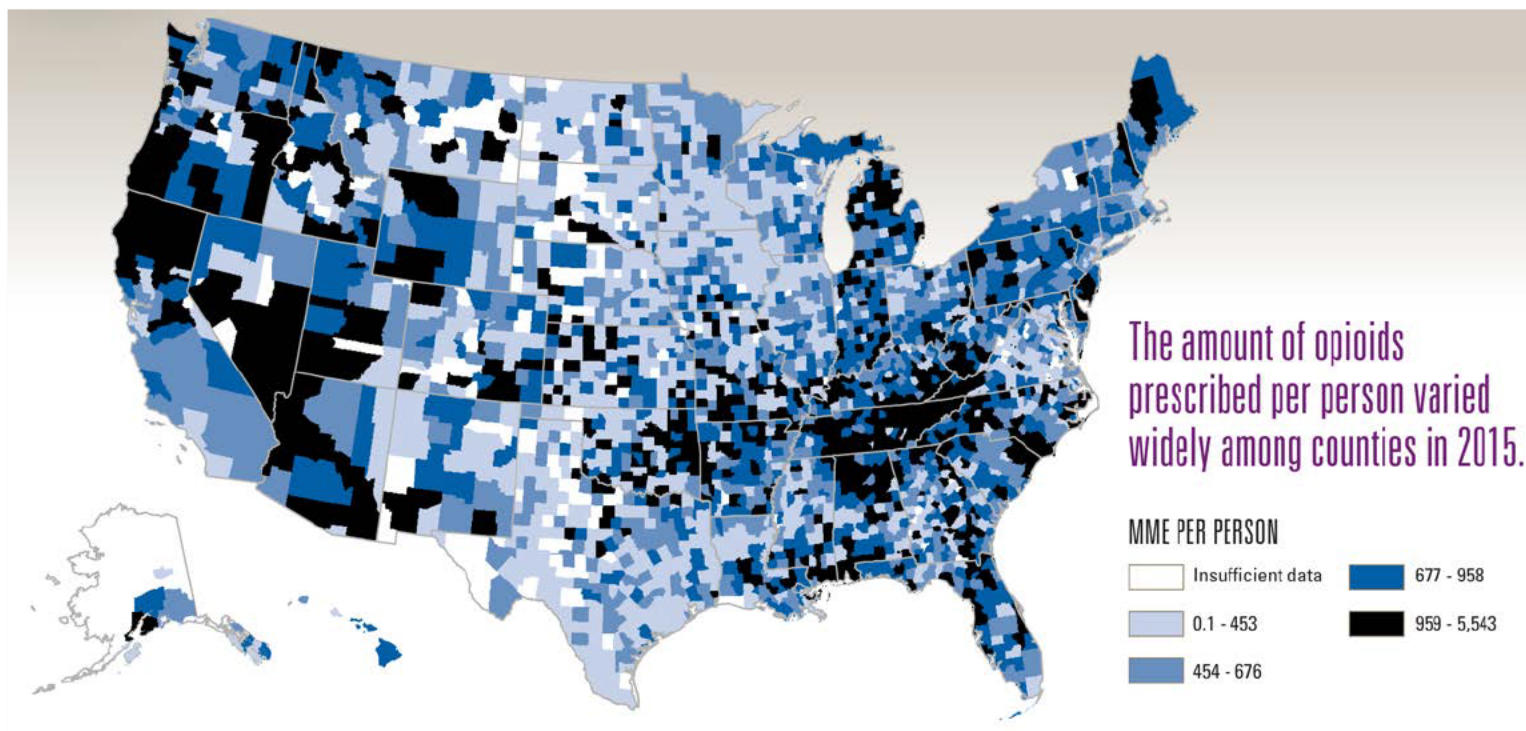 The amount of opioids
prescribed per person varied
widely among counties in 2015.
MME PER PERSON
Insufficient data
0.1 - 453
454 - 676
677 - 958
959 - 5,543